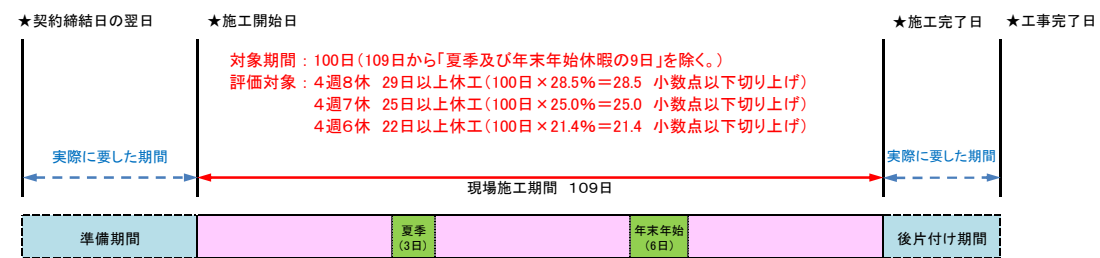 ★契約締結日の翌日
★施工開始日
★施工完了日
★工事完了日
対象期間：100日（109日から「夏季及び年末年始休暇の9日」を除く。）
評価対象：４週８休 29日以上休工（100日×28.5％＝28.5 小数点以下切り上げ）
４週７休 25日以上休工（100日×25.0％＝25.0 小数点以下切り上げ）
４週６休 22日以上休工（100日×21.4％＝21.4 小数点以下切り上げ）
実際に要した期間
実際に要した期間
現場施工期間 １０９日
準備期間
夏季
（3日）
年末年始
（6日）
後片付け期間